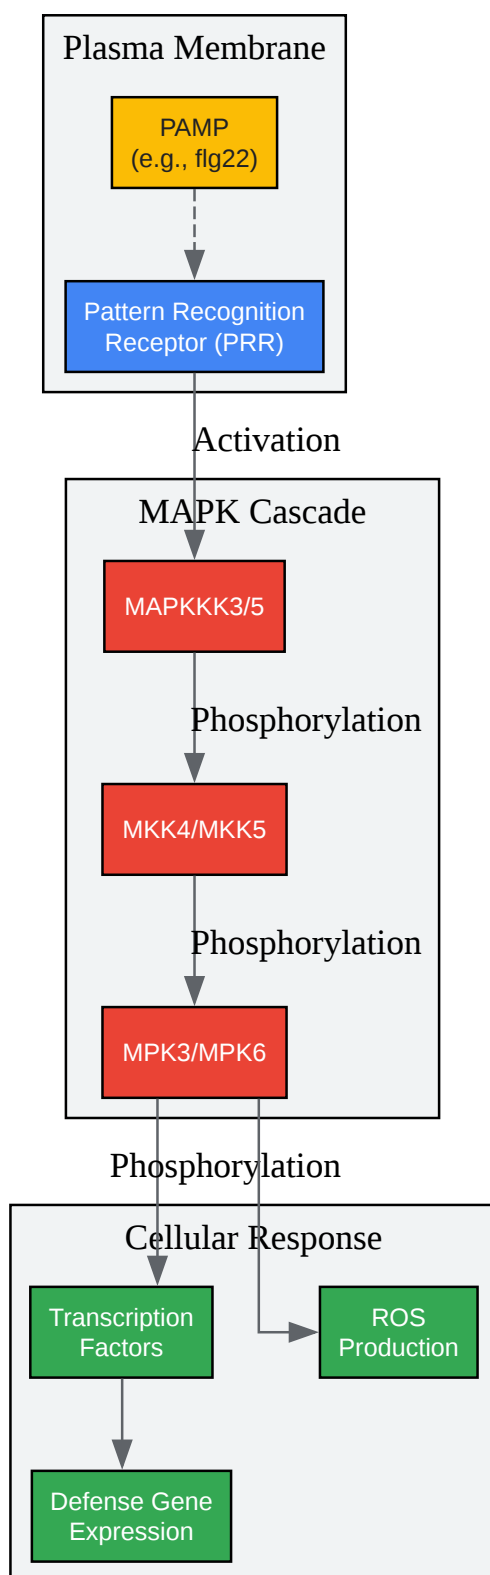 Plasma Membrane
PAMP
(e.g., flg22)
Pattern Recognition
Receptor (PRR)
Activation
MAPK Cascade
MAPKKK3/5
Phosphorylation
MKK4/MKK5
Phosphorylation
MPK3/MPK6
Phosphorylation
Cellular Response
Transcription
Factors
ROS
Production
Defense Gene
Expression